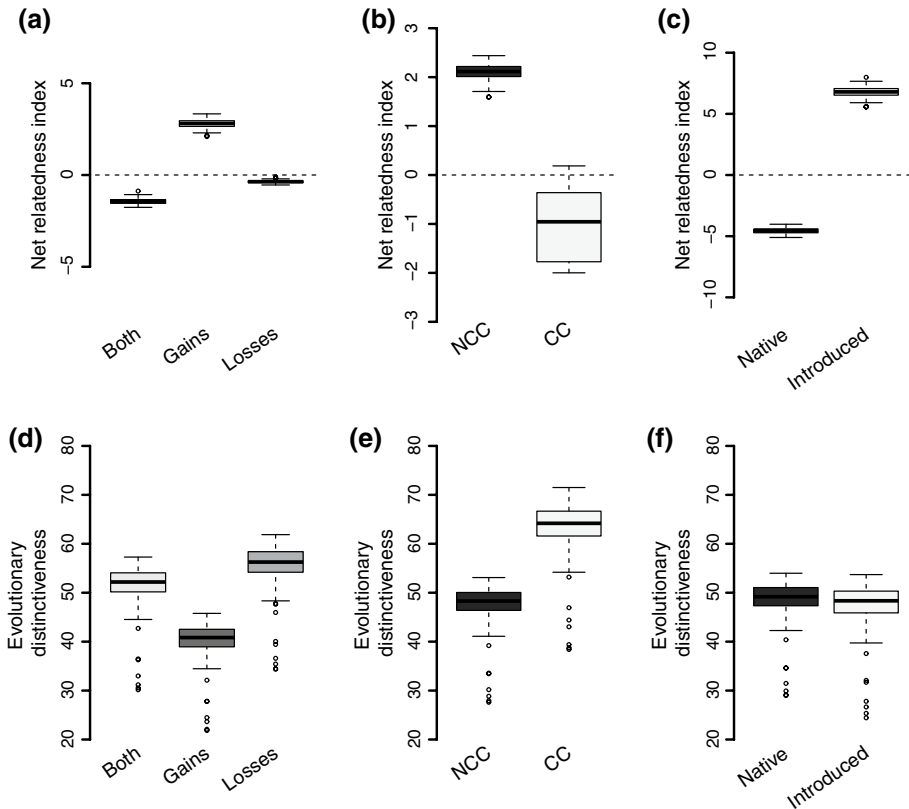 (a)
Net relatedness index
5
0
−5
Both
Gains
Losses
(b)
Net relatedness index
3
2
1
0
−1
−2
−3
NCC
CC
(c)
Net relatedness index
10
5
0
−5
−10
Native
Introduced
(d)
Evolutionary
distinctiveness
80
70
60
50
40
30
20
Both
Gains
Losses
(e)
Evolutionary
distinctiveness
80
70
60
50
40
30
20
NCC
CC
(f)
Evolutionary
distinctiveness
80
70
60
50
40
30
20
Native
Introduced